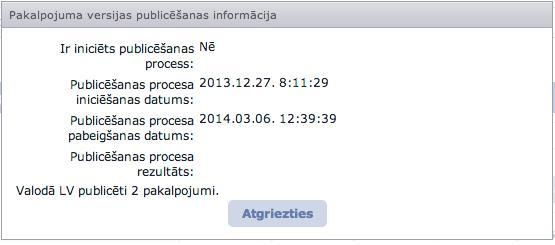 Pakalpojuma versijas publicēšanas informācija
Ir iniciēts publicēšanas Nē
process:
Publicēšanas procesa 2013.12.27. 8:11:29
iniciēšanas datums:
Publicēšanas procesa 2014.03.06. 12:39:39
pabeigšanas datums:
Publicēšanas procesa
rezultāts:
Valodā LV publicēti 2 pakalpojumi.
Atgriezties